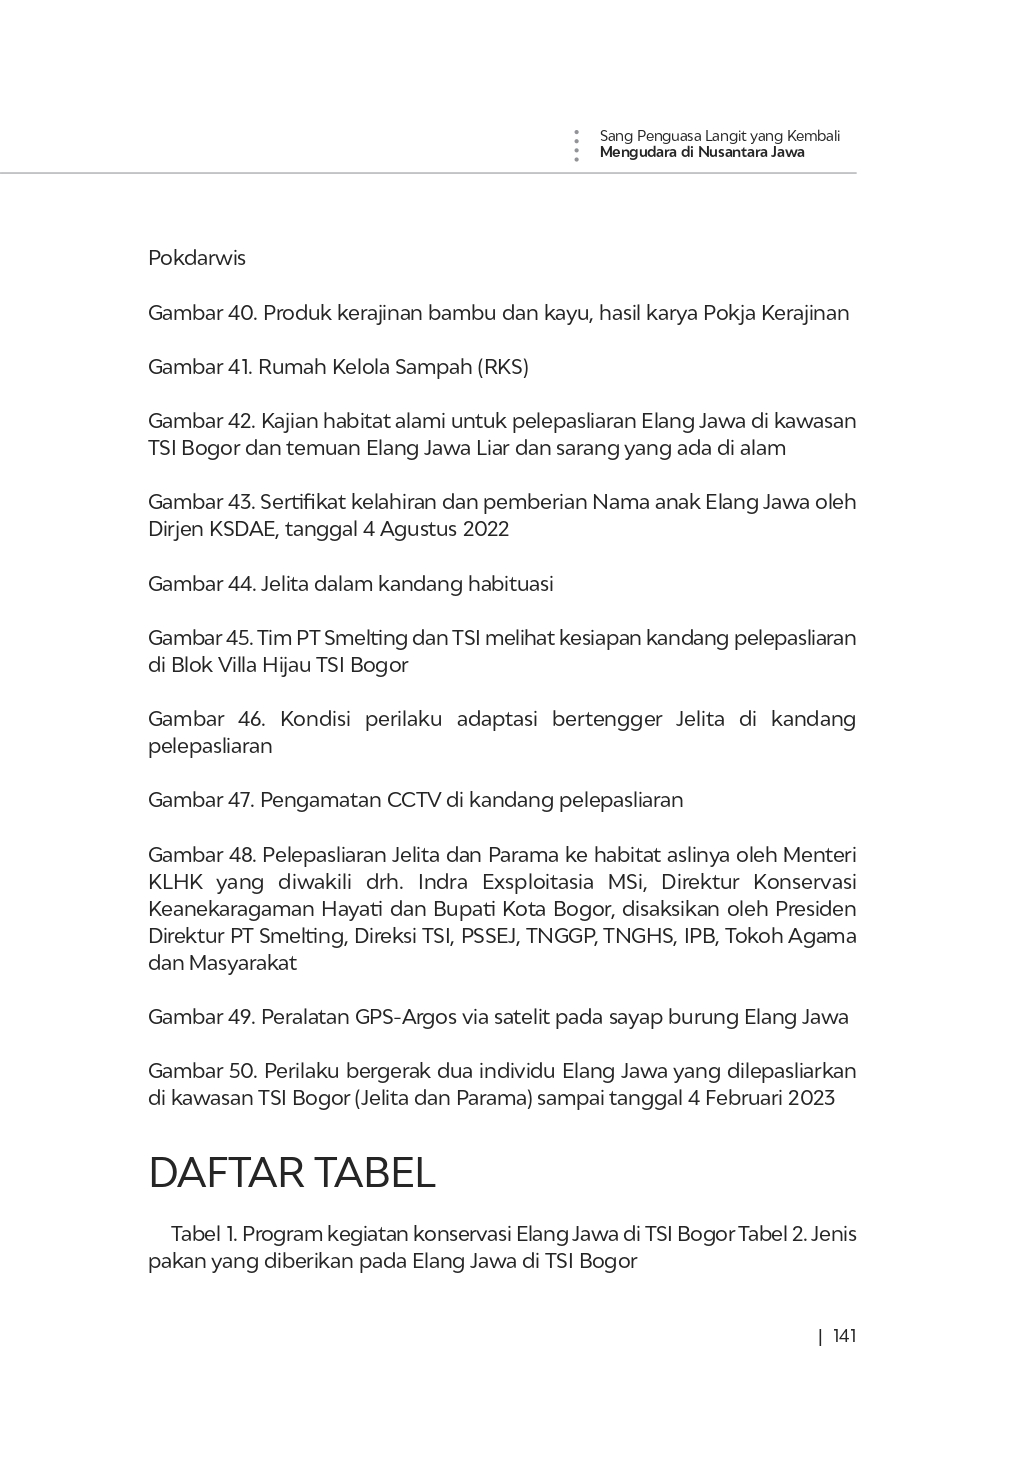 Sang Penguasa Langit yang Kembali
Mengudara di Nusantara Jawa
Pokdarwis
Gambar 40. Produk kerajinan bambu dan kayu, hasil karya Pokja Kerajinan
Gambar 41. Rumah Kelola Sampah (RKS)
Gambar 42. Kajian habitat alami untuk pelepasliaran Elang Jawa di kawasan
TSI Bogor dan temuan Elang Jawa Liar dan sarang yang ada di alam
Gambar 43. Sertifikat kelahiran dan pemberian Nama anak Elang Jawa oleh
Dirjen KSDAE, tanggal 4 Agustus 2022
Gambar 44. Jelita dalam kandang habituasi
Gambar 45. Tim PT Smelting dan TSI melihat kesiapan kandang pelepasliaran
di Blok Villa Hijau TSI Bogor
Gambar 46. Kondisi perilaku adaptasi bertengger Jelita di kandang
pelepasliaran
Gambar 47. Pengamatan CCTV di kandang pelepasliaran
Gambar 48. Pelepasliaran Jelita dan Parama ke habitat aslinya oleh Menteri
KLHK yang diwakili drh. Indra Exsploitasia MSi, Direktur Konservasi
Keanekaragaman Hayati dan Bupati Kota Bogor, disaksikan oleh Presiden
Direktur PT Smelting, Direksi TSI, PSSEJ, TNGGP, TNGHS, IPB, Tokoh Agama
dan Masyarakat
Gambar 49. Peralatan GPS-Argos via satelit pada sayap burung Elang Jawa
Gambar 50. Perilaku bergerak dua individu Elang Jawa yang dilepasliarkan
di kawasan TSI Bogor (Jelita dan Parama) sampai tanggal 4 Februari 2023
DAFTAR TABEL
Tabel 1. Program kegiatan konservasi Elang Jawa di TSI Bogor Tabel 2. Jenis
pakan yang diberikan pada Elang Jawa di TSI Bogor
| 141